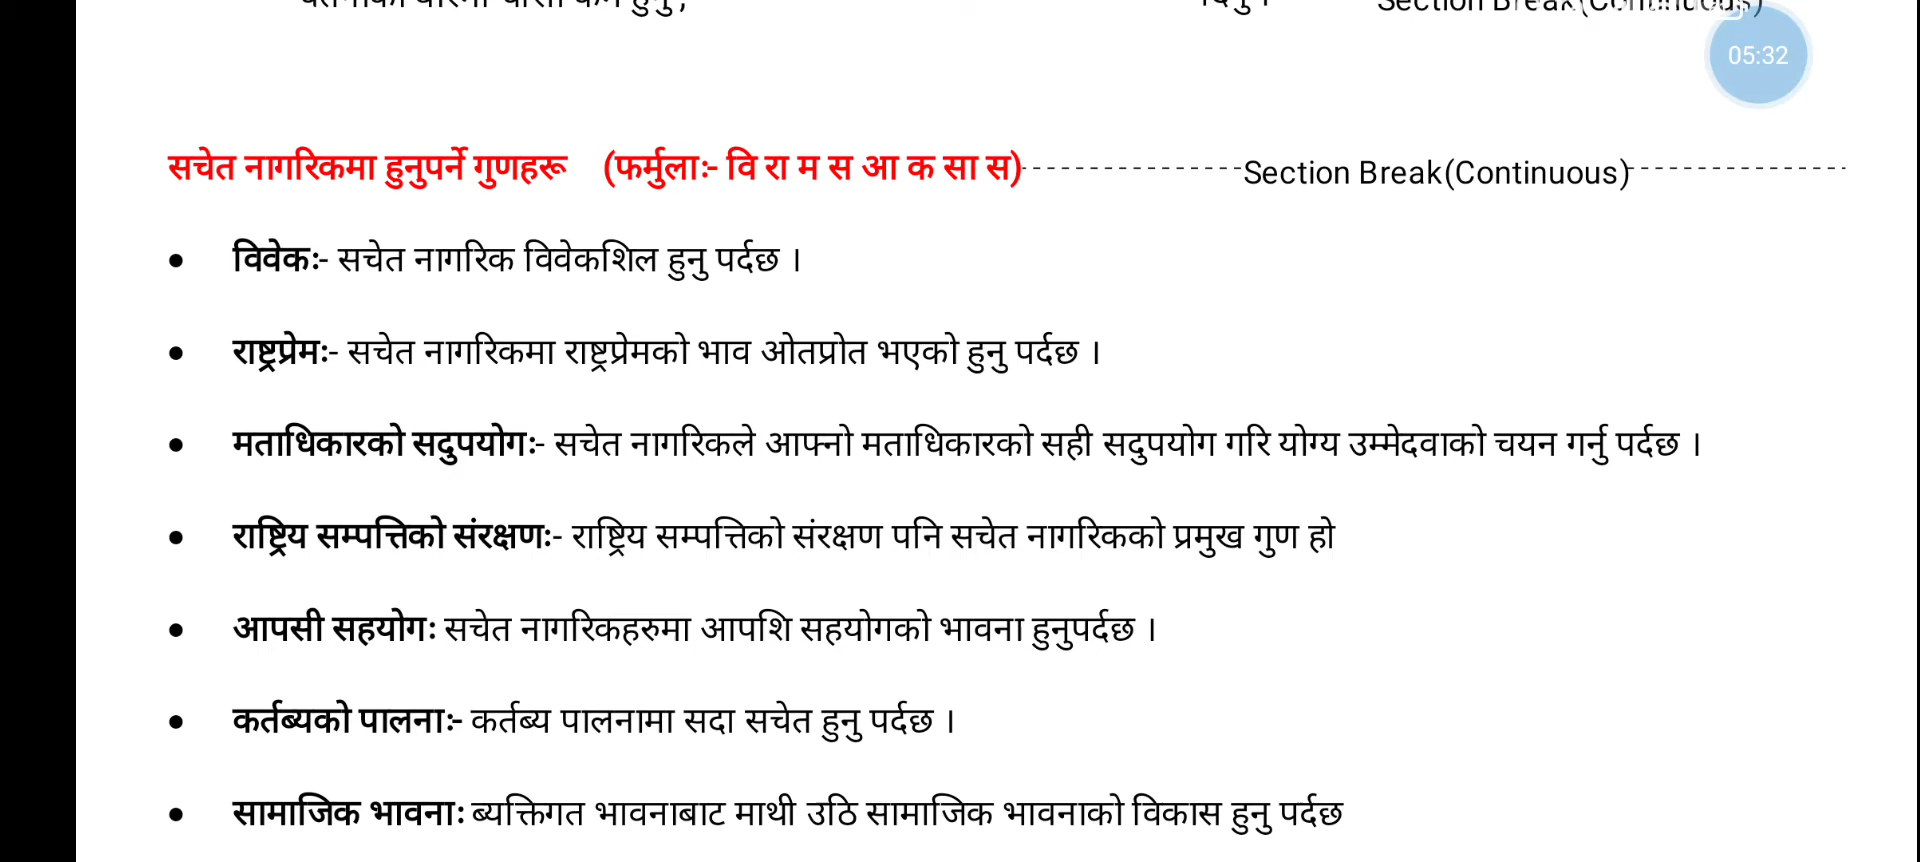 05:32
सचेत नागरिकमा हुनुपर्ने गुणहरू (फर्मुलाः- वि रा म स आ क सा स) Section Break(Continuous)
• विवेकः- सचेत नागरिक विवेकशिल हुनु पर्दछ ।
• राष्ट्रप्रेमः- सचेत नागरिकमा राष्ट्रप्रेमको भाव ओतप्रोत भएको हुनु पर्दछ ।
• मताधिकारको सदुपयोगः- सचेत नागरिकले आफ्नो मताधिकारको सही सदुपयोग गरि योग्य उम्मेदवाको चयन गर्नु पर्दछ ।
• राष्ट्रिय सम्पत्तिको संरक्षणः- राष्ट्रिय सम्पत्तिको संरक्षण पनि सचेत नागरिकको प्रमुख गुण हो
• आपसी सहयोगः सचेत नागरिकहरुमा आपशि सहयोगको भावना हुनुपर्दछ ।
• कर्तब्यको पालनाः- कर्तब्य पालनामा सदा सचेत हुनु पर्दछ ।
• सामाजिक भावनाः ब्यक्तिगत भावनाबाट माथी उठि सामाजिक भावनाको विकास हुनु पर्दछ